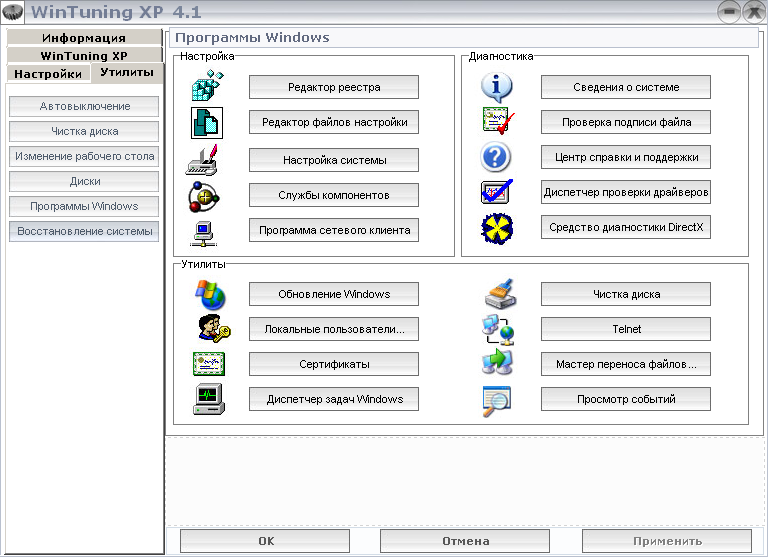 WinTuning XP 4.1
Информация
WinTuning XP
Настройки
Утилиты
Автовыключение
Чистка диска
Изменение рабочего стола
Диски
Программы Windows
Восстановление системы
Программы Windows
Настройка
Редактор реестра
Редактор файлов настройки
Настройка системы
Службы компонентов
Программа сетевого клиента
Диагностика
Сведения о системе
Проверка подписи файла
Центр справки и поддержки
Диспетчер проверки драйверов
Средство диагностики DirectX
Утилиты
Обновление Windows
Локальные пользователи...
Сертификаты
Диспетчер задач Windows
Чистка диска
Telnet
Мастер переноса файлов...
Просмотр событий
OK
Отмена
Применить